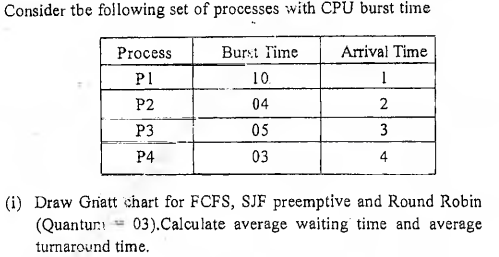 Consider tbe following set of processes with CPU burst time
Process Burst Time Arrival Time
P1 10 1
P2 04 2
P3 05 3
P4 03 4
(i) Draw Gnatt chart for FCFS, SJF preemptive and Round Robin
(Quantum = 03).Calculate average waiting time and average
turnaround time.